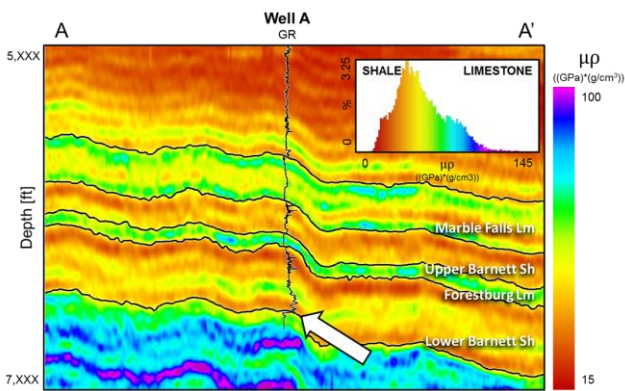 A
Well A
A’
GR
5,XXX
7,XXX
Depth [ft]
SHALE
LIMESTONE
3.25
%
0
0
145
μρ
((GPa)*(g/cm3))
Marble Falls Lm
Upper Barnett Sh
Forestburg Lm
Lower Barnett Sh
μρ
((GPa)*(g/cm³)
100
15